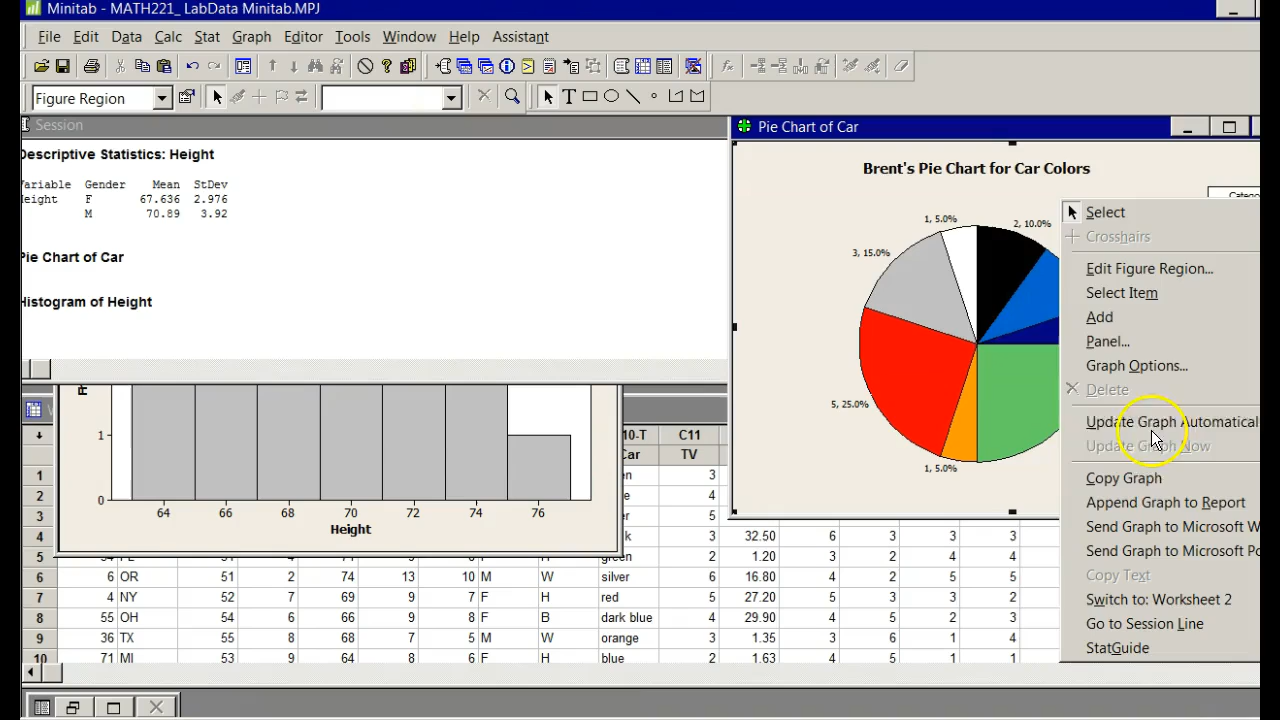 Minitab - MATH221_ LabData Minitab.MPJ
File Edit Data Calc Stat Graph Editor Tools Window Help Assistant
Figure Region
Session
Descriptive Statistics: Height
Variable Gender Mean StDev
Height F 67.636 2.976
M 70.89 3.92
Pie Chart of Car
Histogram of Height
Pie Chart of Car
Brent's Pie Chart for Car Colors
Catego
1, 5.0%
2, 10.0%
3, 15.0%
5, 25.0%
1, 5.0%
Select
Crosshairs
Edit Figure Region...
Select Item
Add
Panel...
Graph Options...
Delete
Update Graph Automatical
Update Graph Now
Copy Graph
Append Graph to Report
Send Graph to Microsoft W
Send Graph to Microsoft Po
Copy Text
Switch to: Worksheet 2
Go to Session Line
StatGuide
1
0
64 66 68 70 72 74 76
Height
10-T C11
Car TV
1 en 3
2 e 4
3 er 5
4 k 3 32.50 6 3 3 3
5 green 2 1.20 3 2 4 4
6 6 OR 51 2 74 13 10 M W silver 6 16.80 4 2 5 5
7 4 NY 52 7 69 9 7 F H red 5 27.20 5 3 3 2
8 55 OH 54 6 66 9 8 F B dark blue 4 29.90 4 5 2 3
9 36 TX 55 8 68 7 5 M W orange 3 1.35 3 6 1 4
10 71 MI 53 9 64 8 6 F H blue 2 1.63 4 5 1 1